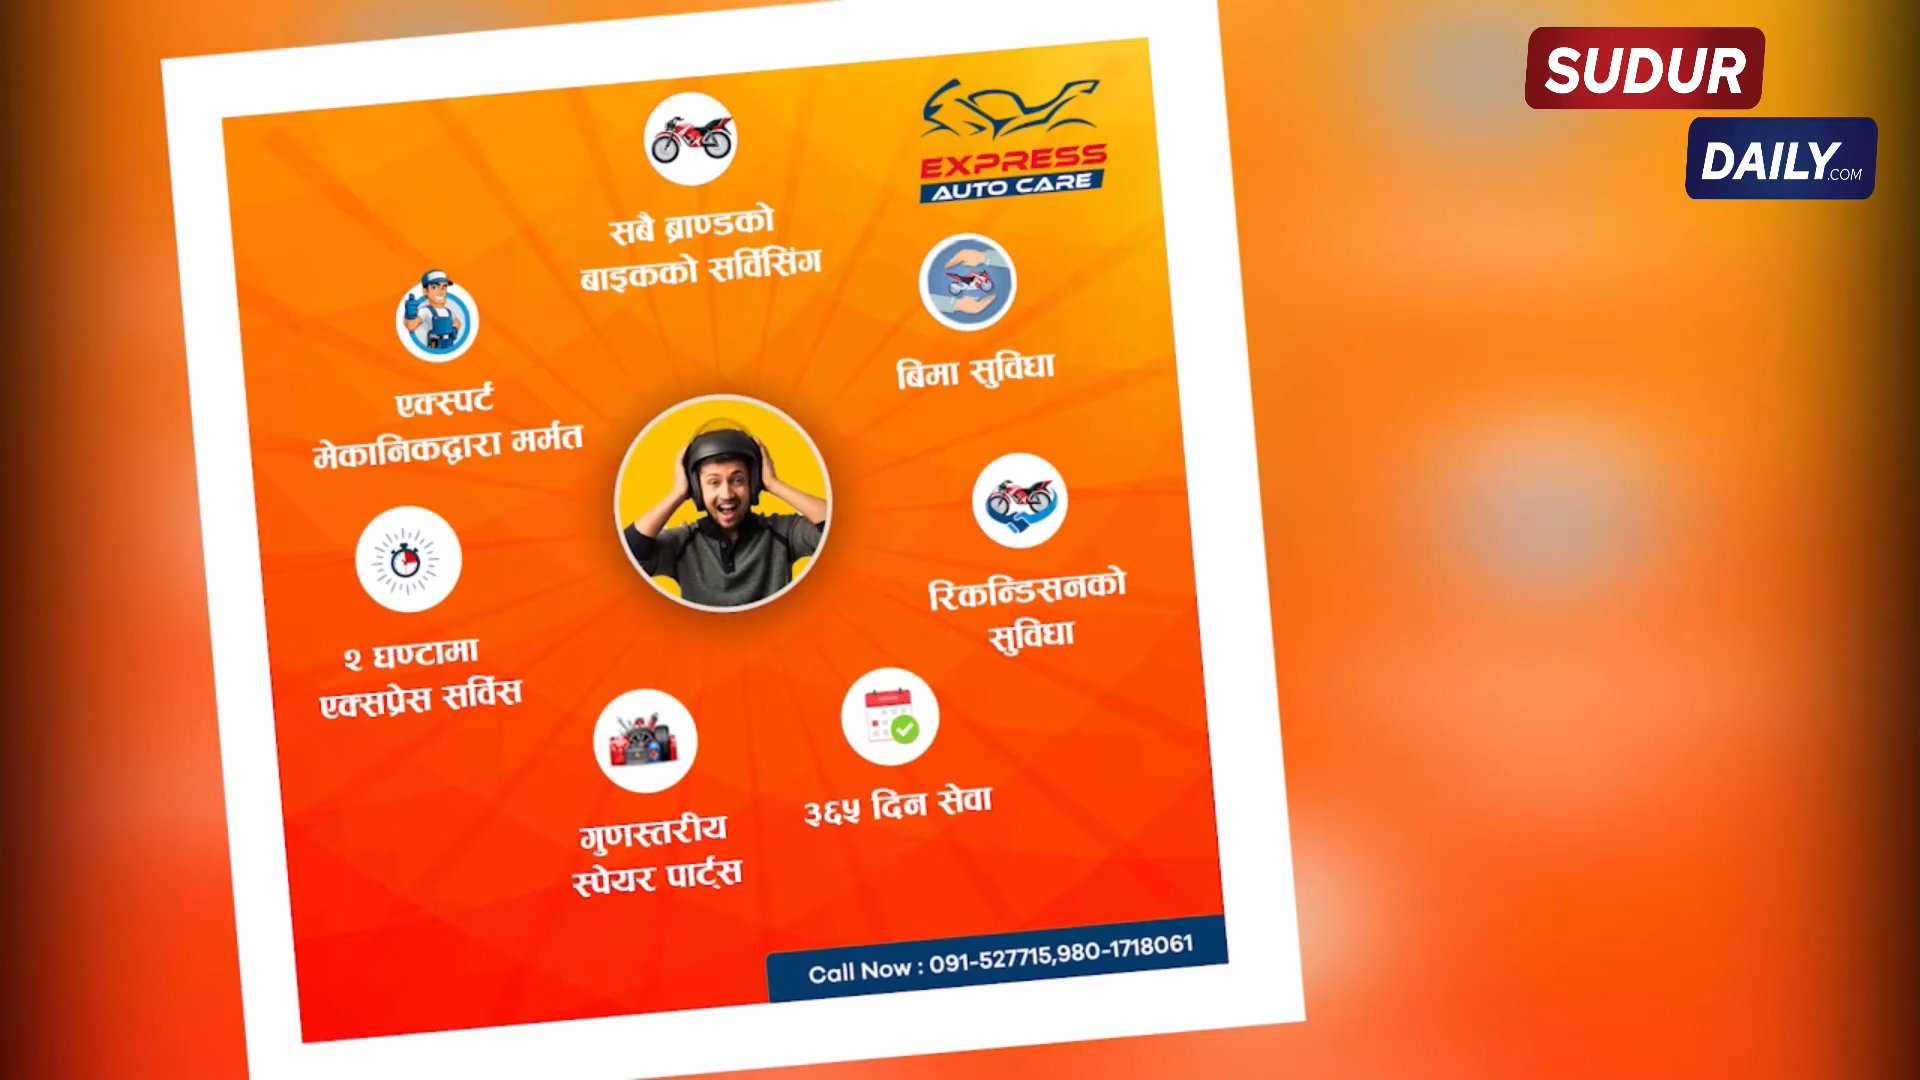 SUDUR
DAILY.COM
EXPRESS
AUTO CARE
सबै ब्राण्डको
बाइकको सर्विसिंग
बिमा सुविधा
एक्स्पर्ट
मेकानिकद्वारा मर्मत
रिकन्डिसनको
सुविधा
२ घण्टामा
एक्सप्रेस सर्विस
३६५ दिन सेवा
गुणस्तरीय
स्पेयर पार्ट्स
Call Now : 091-527715,980-1718061